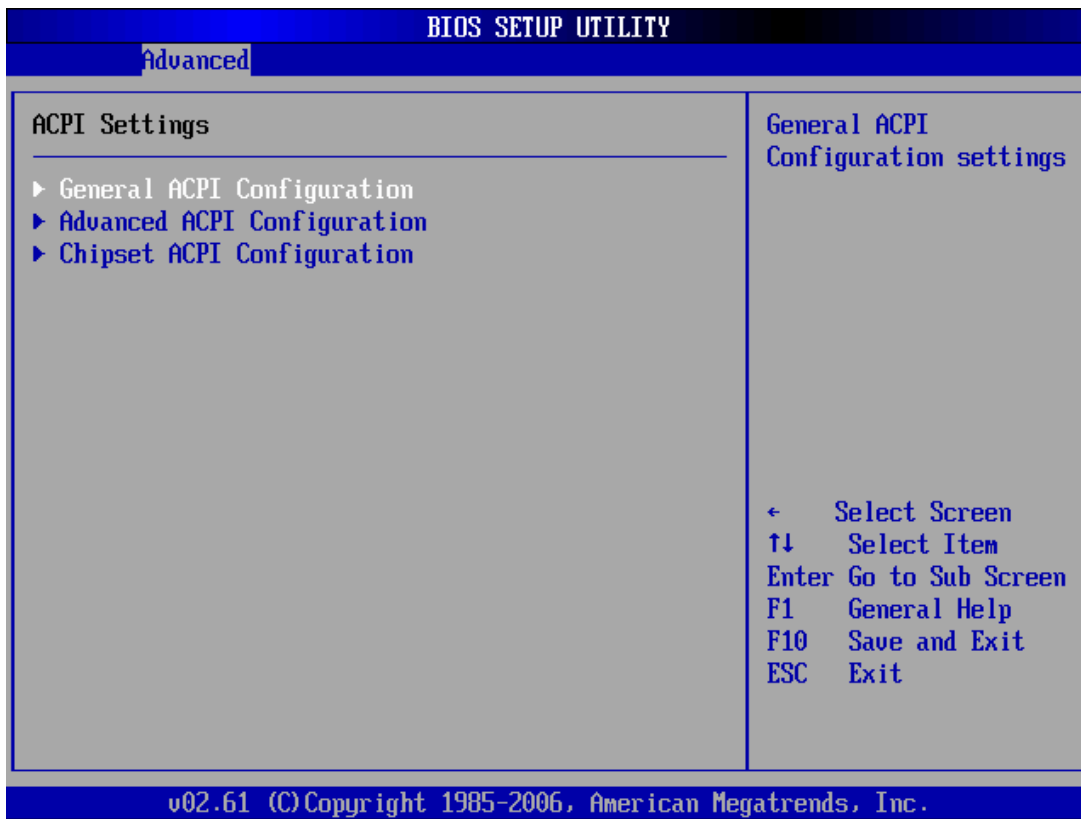 BIOS SETUP UTILITY
Advanced
ACPI Settings
▶ General ACPI Configuration
▶ Advanced ACPI Configuration
▶ Chipset ACPI Configuration
General ACPI
Configuration settings
← Select Screen
↑↓ Select Item
Enter Go to Sub Screen
F1 General Help
F10 Save and Exit
ESC Exit
v02.61 (C)Copyright 1985-2006, American Megatrends, Inc.